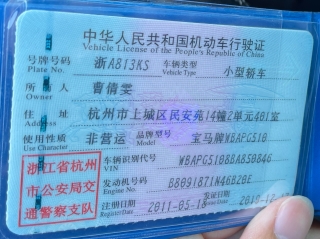 中华人民共和国机动车行驶证
Vehicle License of the People's Republic of China
号牌号码 浙A813KS 车辆类型 小型轿车
Plate No. Vehicle Type
所有人 曹倩雯
Owner
住址 杭州市上城区民安苑14幢2单元401室
Address
使用性质 非营运 品牌型号 宝马牌WBAPG510
Use Character Model
浙江省杭州
市公安局交
通警察支队
车辆识别代号 WBAPG5108BA850846
VIN
发动机号码 B8091871N46B20E
Engine No.
注册日期 2011-05-18
Register Date